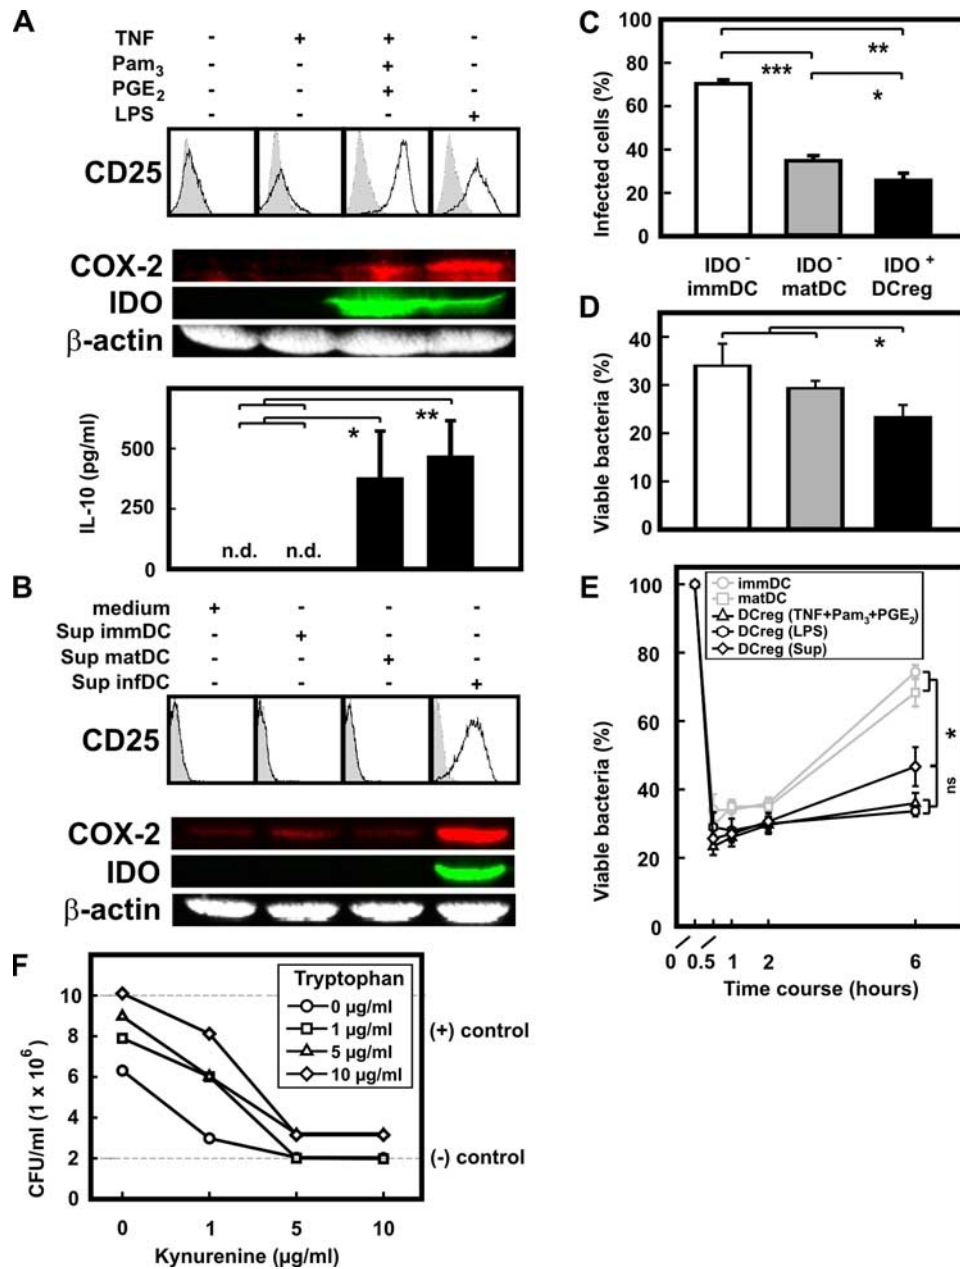 A
TNF - + + -
Pam3 - - + -
PGE2 - - + -
LPS - - - +
CD25
COX-2
IDO
β-actin
IL-10 (pg/ml)
500
250
0
n.d. n.d. * **
B
medium + - - -
Sup immDC - + - -
Sup matDC - - + -
Sup infDC - - - +
CD25
COX-2
IDO
β-actin
C
Infected cells (%)
100
80
60
40
20
0
**
***
*
IDO - IDO - IDO +
immDC matDC DCreg
D
Viable bacteria (%)
40
30
20
10
0
*
E
Viable bacteria (%)
100
80
60
40
20
0
immDC
matDC
DCreg (TNF+Pam3+PGE2)
DCreg (LPS)
DCreg (Sup)
*
ns
0 0.5 1 2 6
Time course (hours)
F
CFU/ml (1 x 10^6)
10
8
6
4
2
0
Tryptophan
0 µg/ml
1 µg/ml
5 µg/ml
10 µg/ml
(+) control
(-) control
0 1 5 10
Kynurenine (µg/ml)